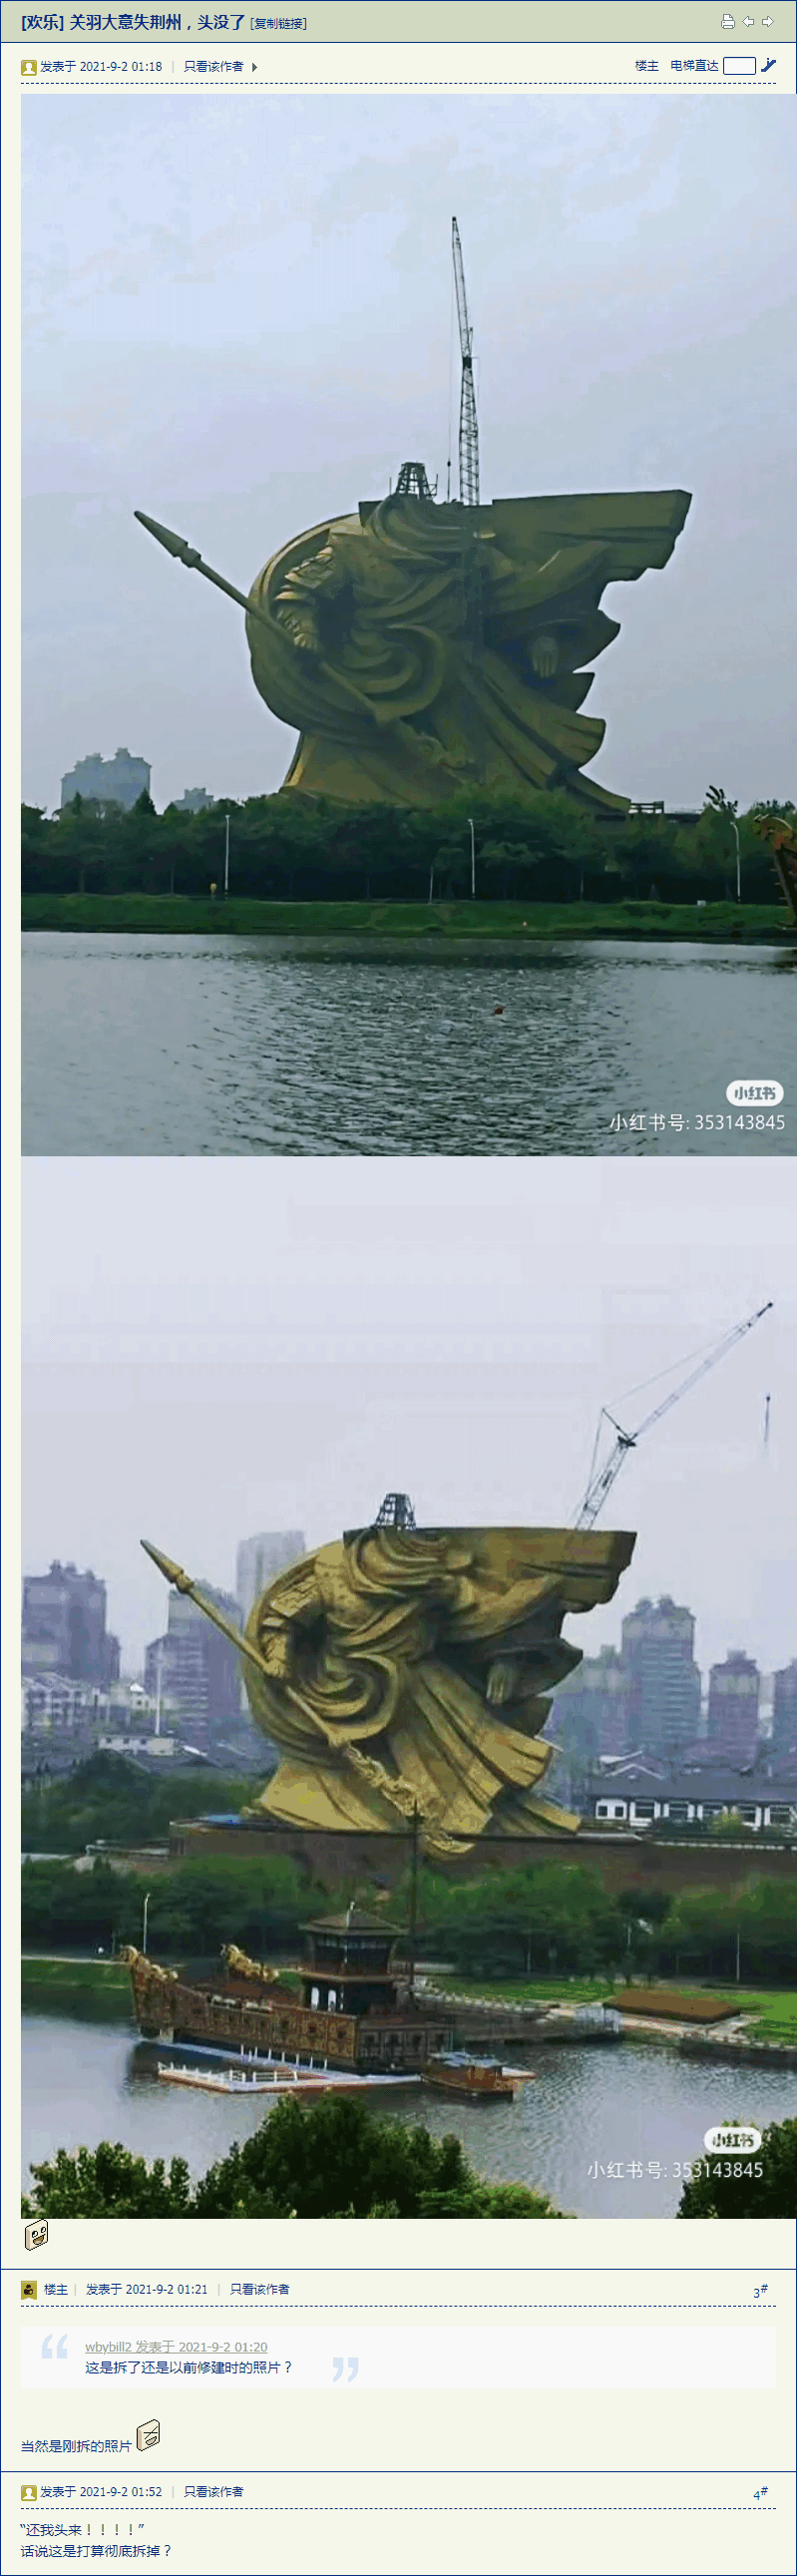 [欢乐] 关羽大意失荆州，头没了 [复制链接]
发表于 2021-9-2 01:18 | 只看该作者
楼主 电梯直达
小红书
小红书号: 353143845
小红书
小红书号: 353143845
楼主 | 发表于 2021-9-2 01:21 | 只看该作者
3#
wbybill2 发表于 2021-9-2 01:20
这是拆了还是以前修建时的照片？
当然是刚拆的照片
发表于 2021-9-2 01:52 | 只看该作者
4#
“还我头来！！！！”
话说这是打算彻底拆掉？